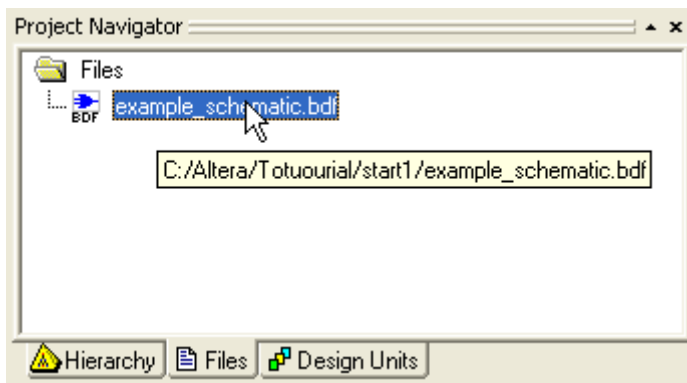 Project Navigator
Files
BDF example_schematic.bdf
C:/Altera/Totuourial/start1/example_schematic.bdf
Hierarchy Files Design Units